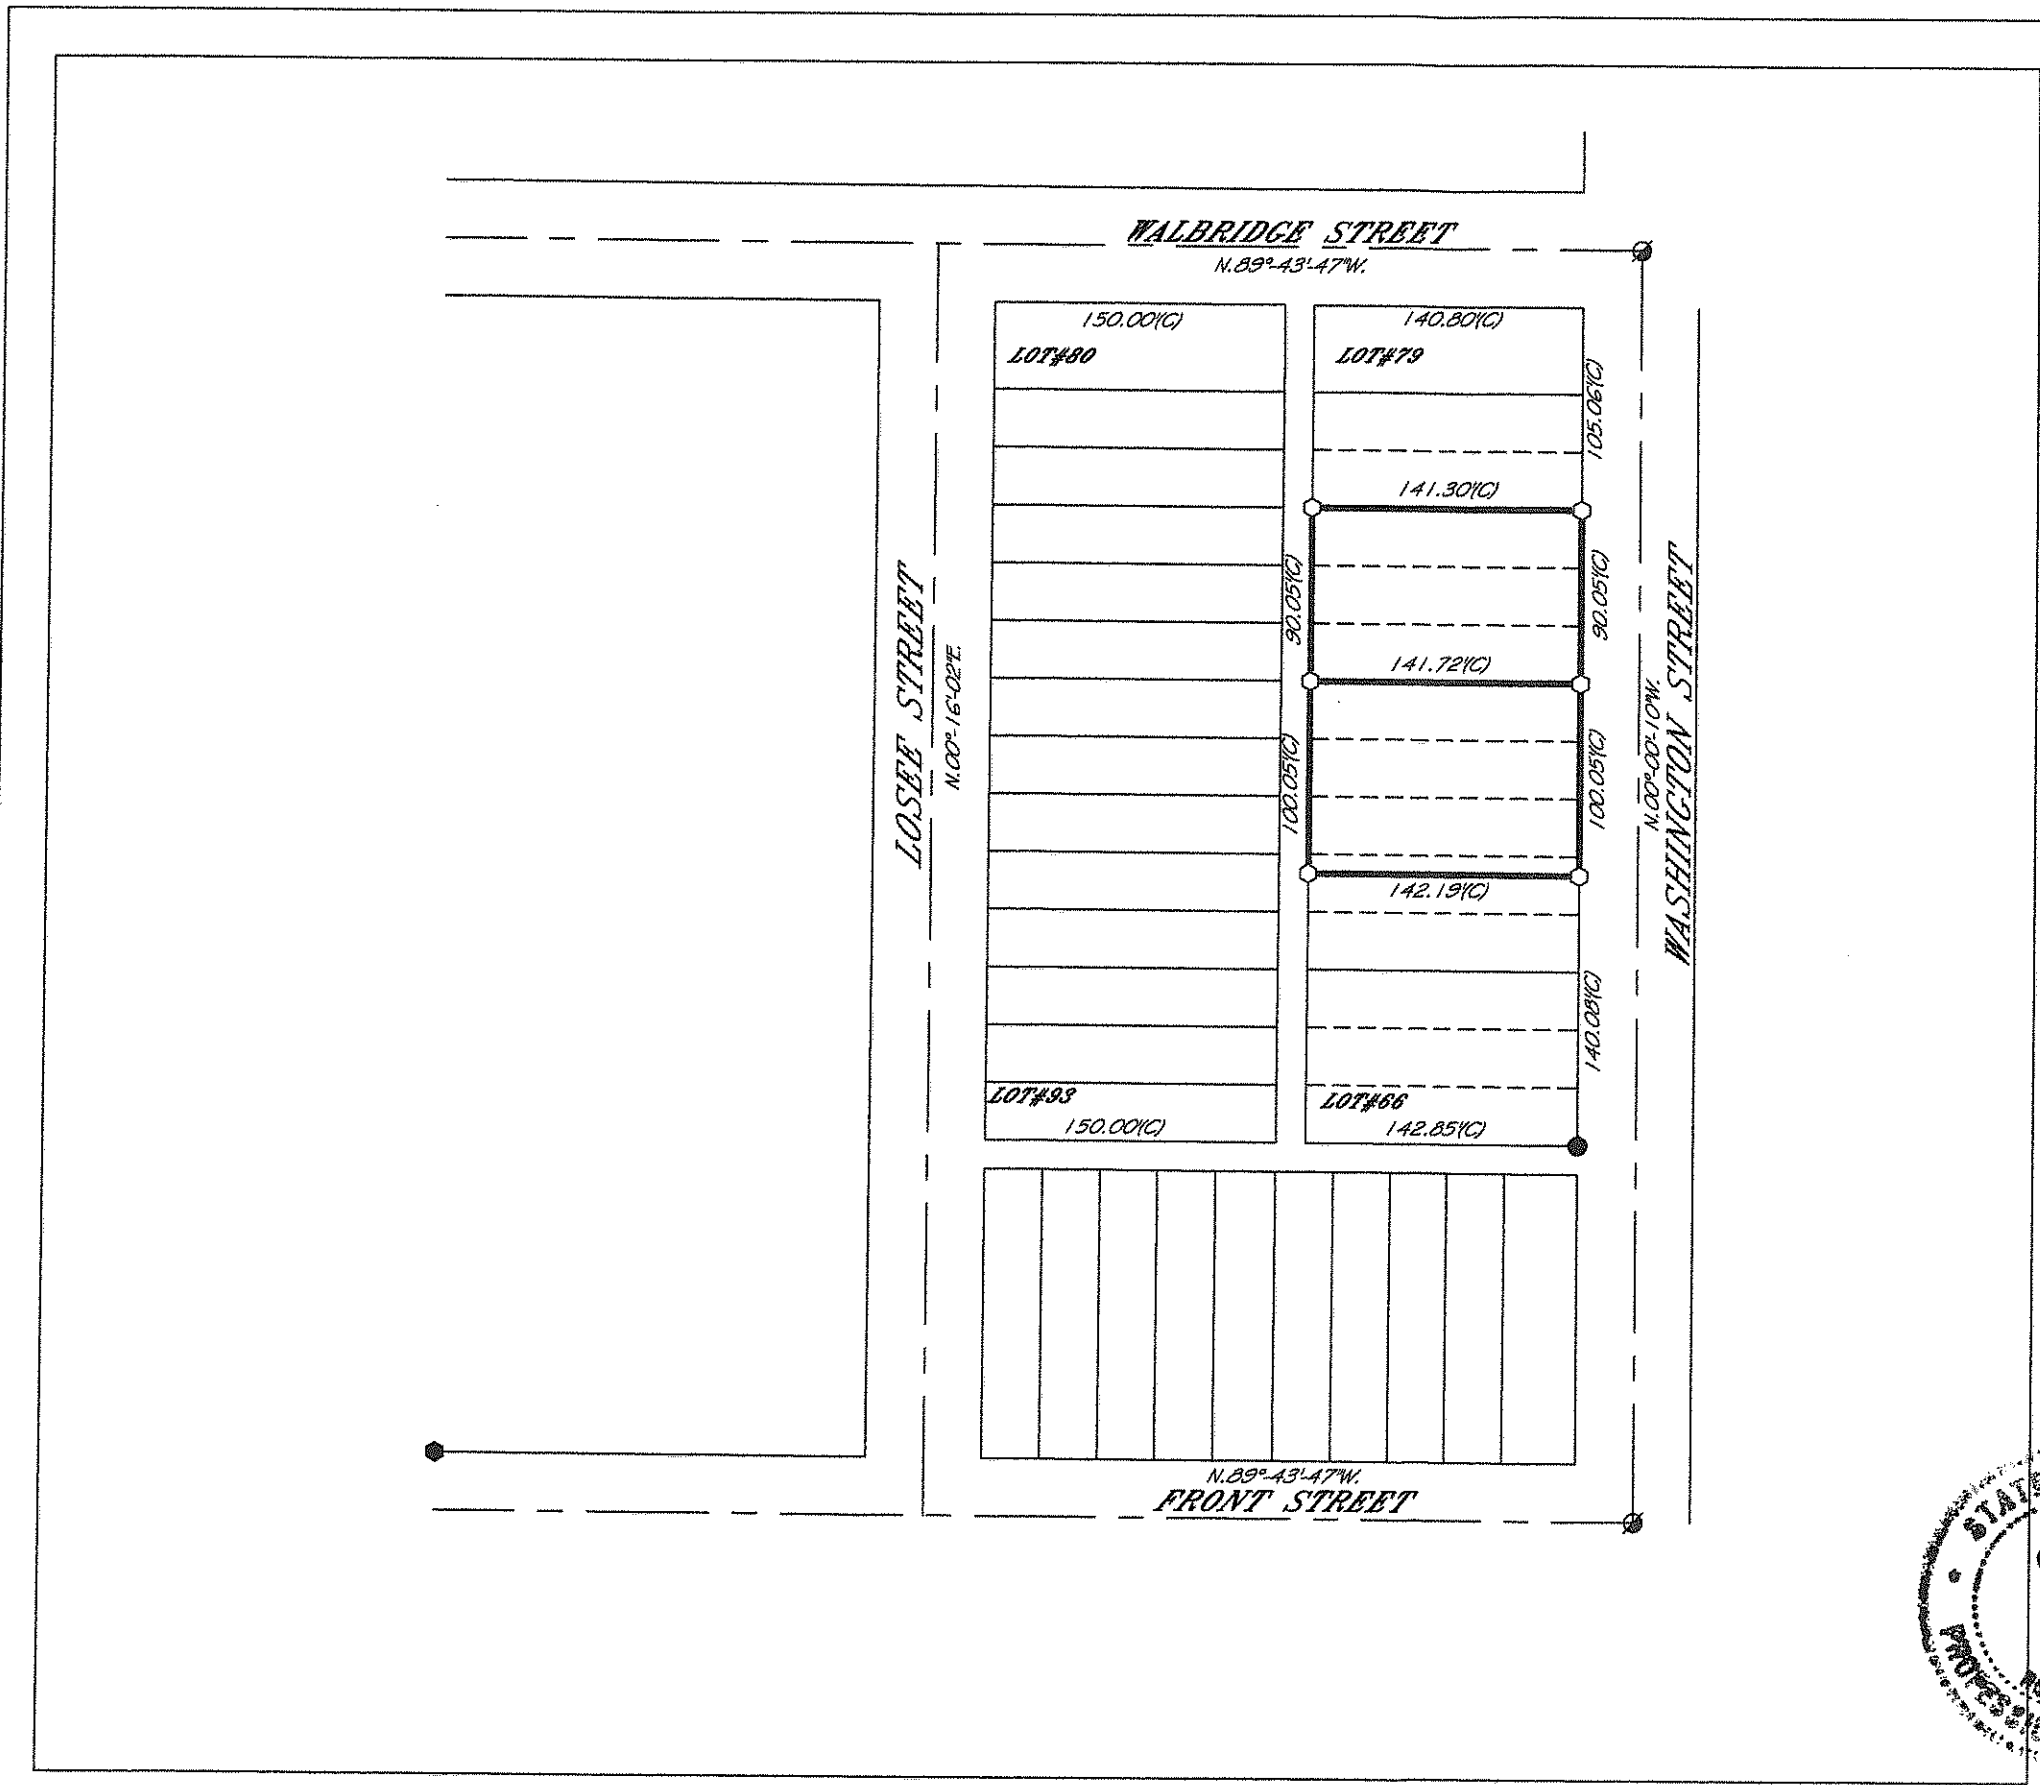 WALBRIDGE STREET
N.89°-43'-47"W.
150.00'(C)
140.80'(C)
LOT#80
LOT#79
105.06'(C)
141.30'(C)
90.05'(C)
90.05'(C)
LOSEE STREET
N.00°-16'-02"E.
141.72'(C)
N.00°-00'-10"W.
WASHINGTON STREET
100.05'(C)
100.05'(C)
142.19'(C)
140.08'(C)
LOT#93
LOT#66
150.00'(C)
142.85'(C)
N.89°-43'-47"W.
FRONT STREET